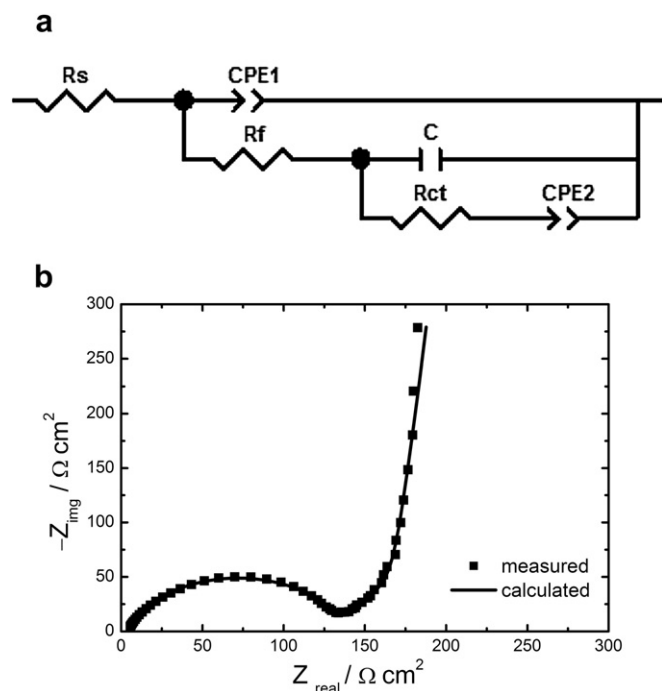 a
Rs
CPE1
Rf
C
Rct
CPE2
b
300
250
200
150
100
50
0
–Z_img / Ω cm²
measured
calculated
0 50 100 150 200 250 300
Z_real / Ω cm²